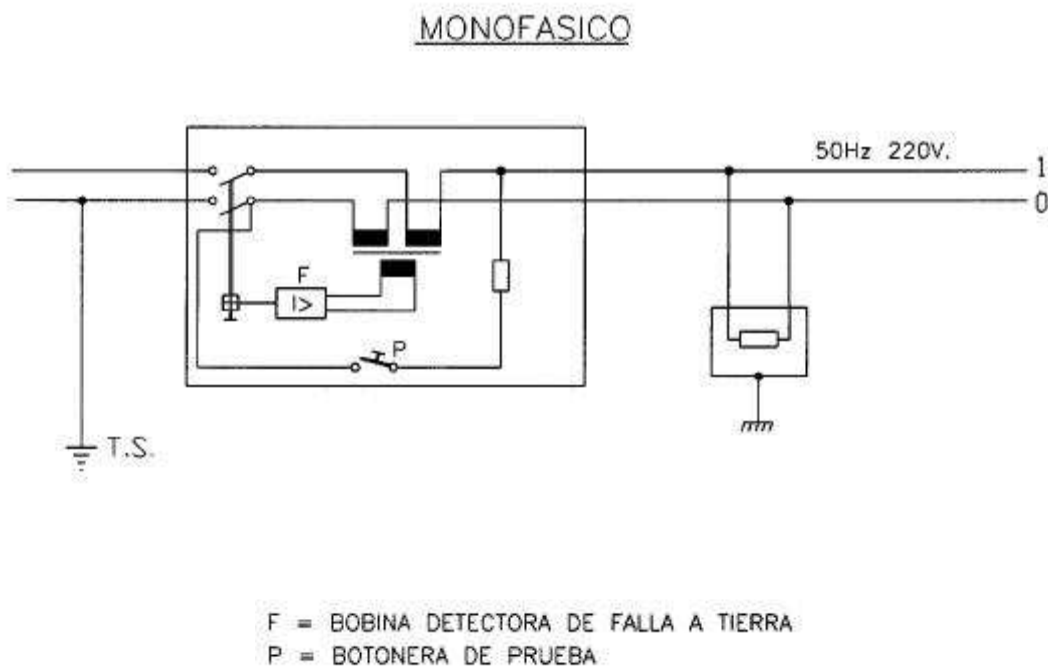 MONOFASICO
50Hz 220V.
1
0
F
I>
P
T.S.
F = BOBINA DETECTORA DE FALLA A TIERRA
P = BOTONERA DE PRUEBA